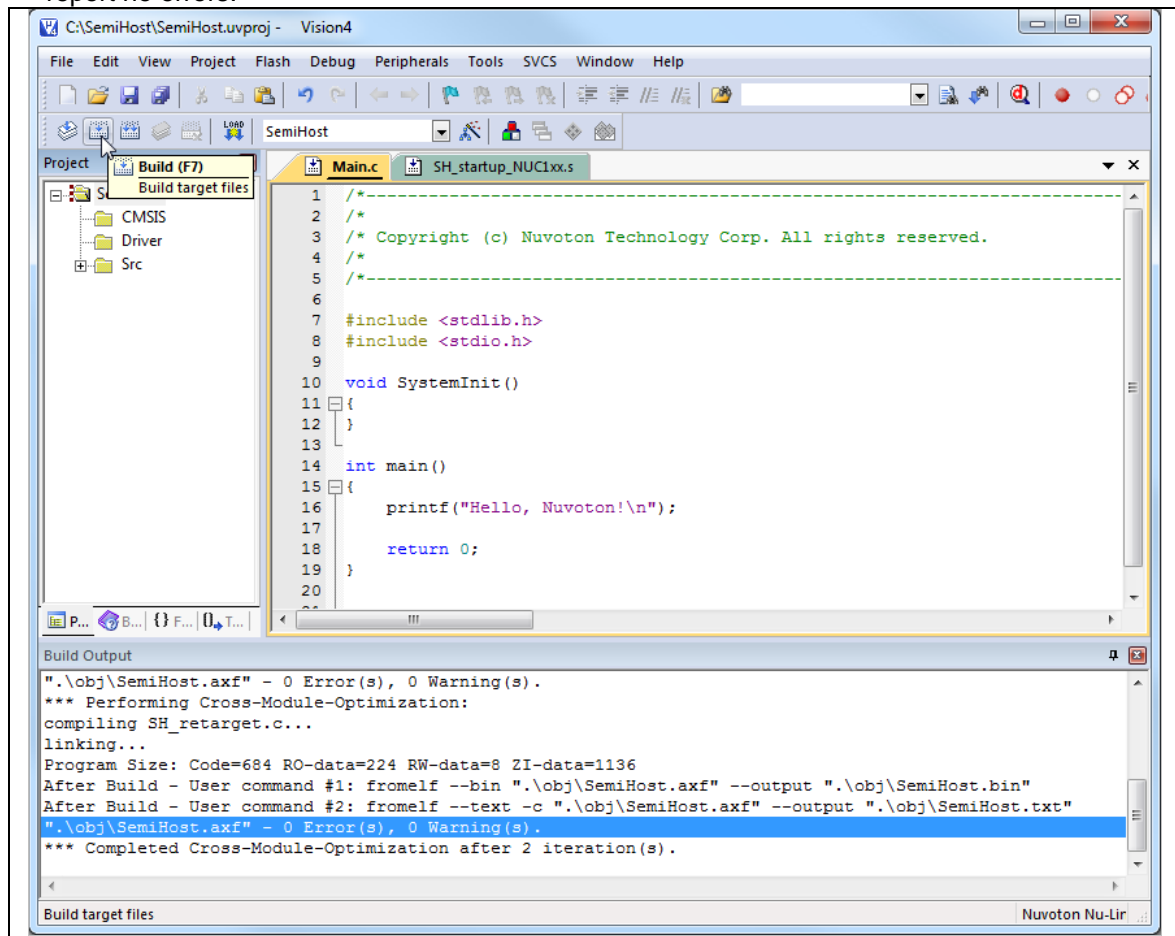 report no errors.
C:\SemiHost\SemiHost.uvproj - Vision4
File Edit View Project Flash Debug Peripherals Tools SVCS Window Help
LOAD SemiHost
Project
Build (F7)
Build target files
Main.c SH_startup_NUC1xx.s
CMSIS
Driver
Src
1 /*---------------------------------------------------------------------------
2 /*
3 /* Copyright (c) Nuvoton Technology Corp. All rights reserved.
4 /*
5 /*---------------------------------------------------------------------------
6
7 #include <stdlib.h>
8 #include <stdio.h>
9
10 void SystemInit()
11 {
12 }
13
14 int main()
15 {
16 printf("Hello, Nuvoton!\n");
17
18 return 0;
19 }
20
P... B... {} F... 0 T...
Build Output
".\obj\SemiHost.axf" - 0 Error(s), 0 Warning(s).
*** Performing Cross-Module-Optimization:
compiling SH_retarget.c...
linking...
Program Size: Code=684 RO-data=224 RW-data=8 ZI-data=1136
After Build - User command #1: fromelf --bin ".\obj\SemiHost.axf" --output ".\obj\SemiHost.bin"
After Build - User command #2: fromelf --text -c ".\obj\SemiHost.axf" --output ".\obj\SemiHost.txt"
".\obj\SemiHost.axf" - 0 Error(s), 0 Warning(s).
*** Completed Cross-Module-Optimization after 2 iteration(s).
Build target files Nuvoton Nu-Lir